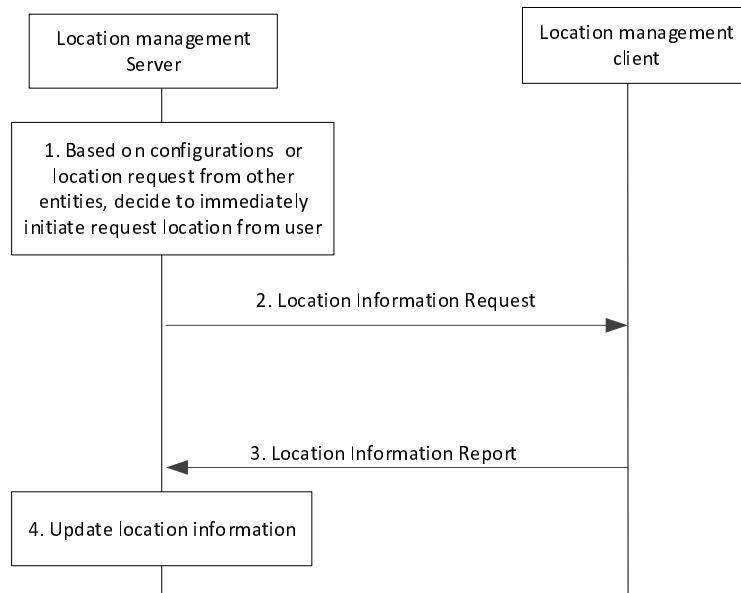 Location management
Server
Location management
client
1. Based on configurations or
location request from other
entities, decide to immediately
initiate request location from user
2. Location Information Request
3. Location Information Report
4. Update location information